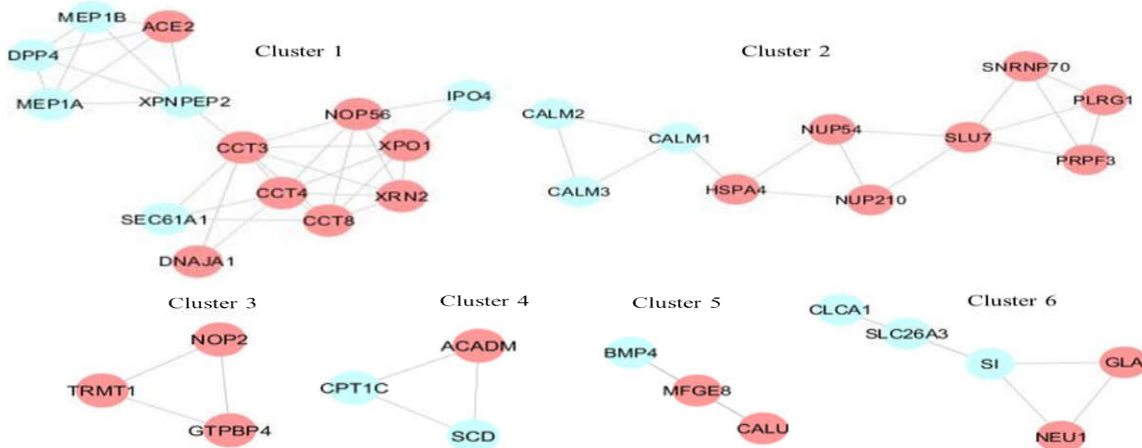 Cluster 1
MEP1B
ACE2
DPP4
MEP1A
XPNPEP2
IPO4
NOP56
CCT3
XPO1
CCT4
XRN2
SEC61A1
CCT8
DNAJA1
Cluster 2
SNRNP70
PLRG1
CALM2
CALM1
NUP54
SLU7
PRPF3
CALM3
HSPA4
NUP210
Cluster 3
NOP2
TRMT1
GTPBP4
Cluster 4
ACADM
CPT1C
SCD
Cluster 5
BMP4
MFGE8
CALU
Cluster 6
CLCA1
SLC26A3
SI
GLA
NEU1